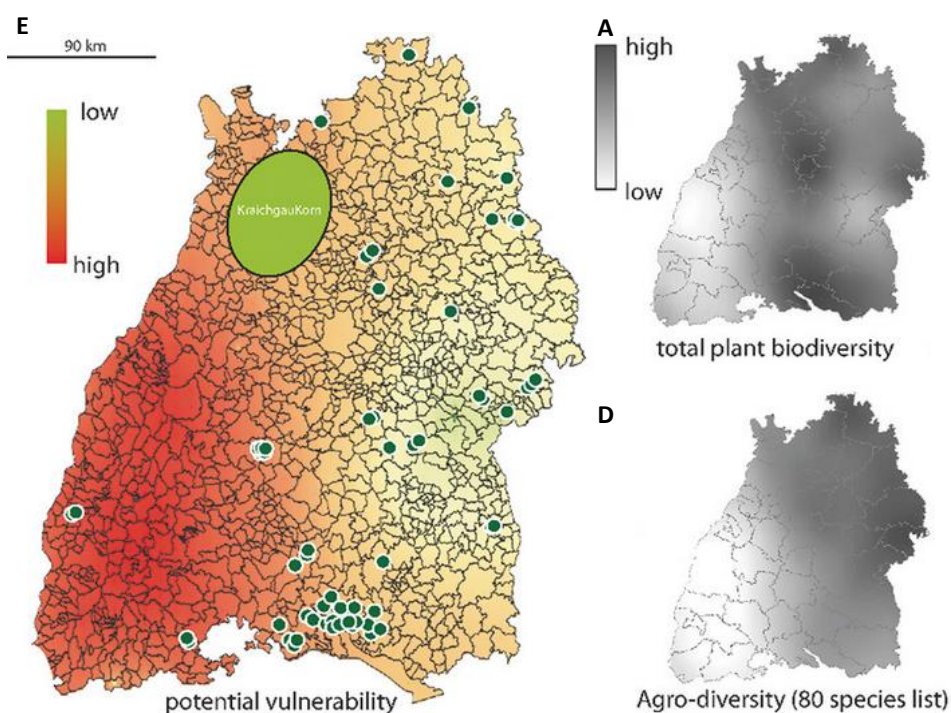 E
90 km
low
high
KraichgauKorn
potential vulnerability
A
high
low
total plant biodiversity
D
Agro-diversity (80 species list)